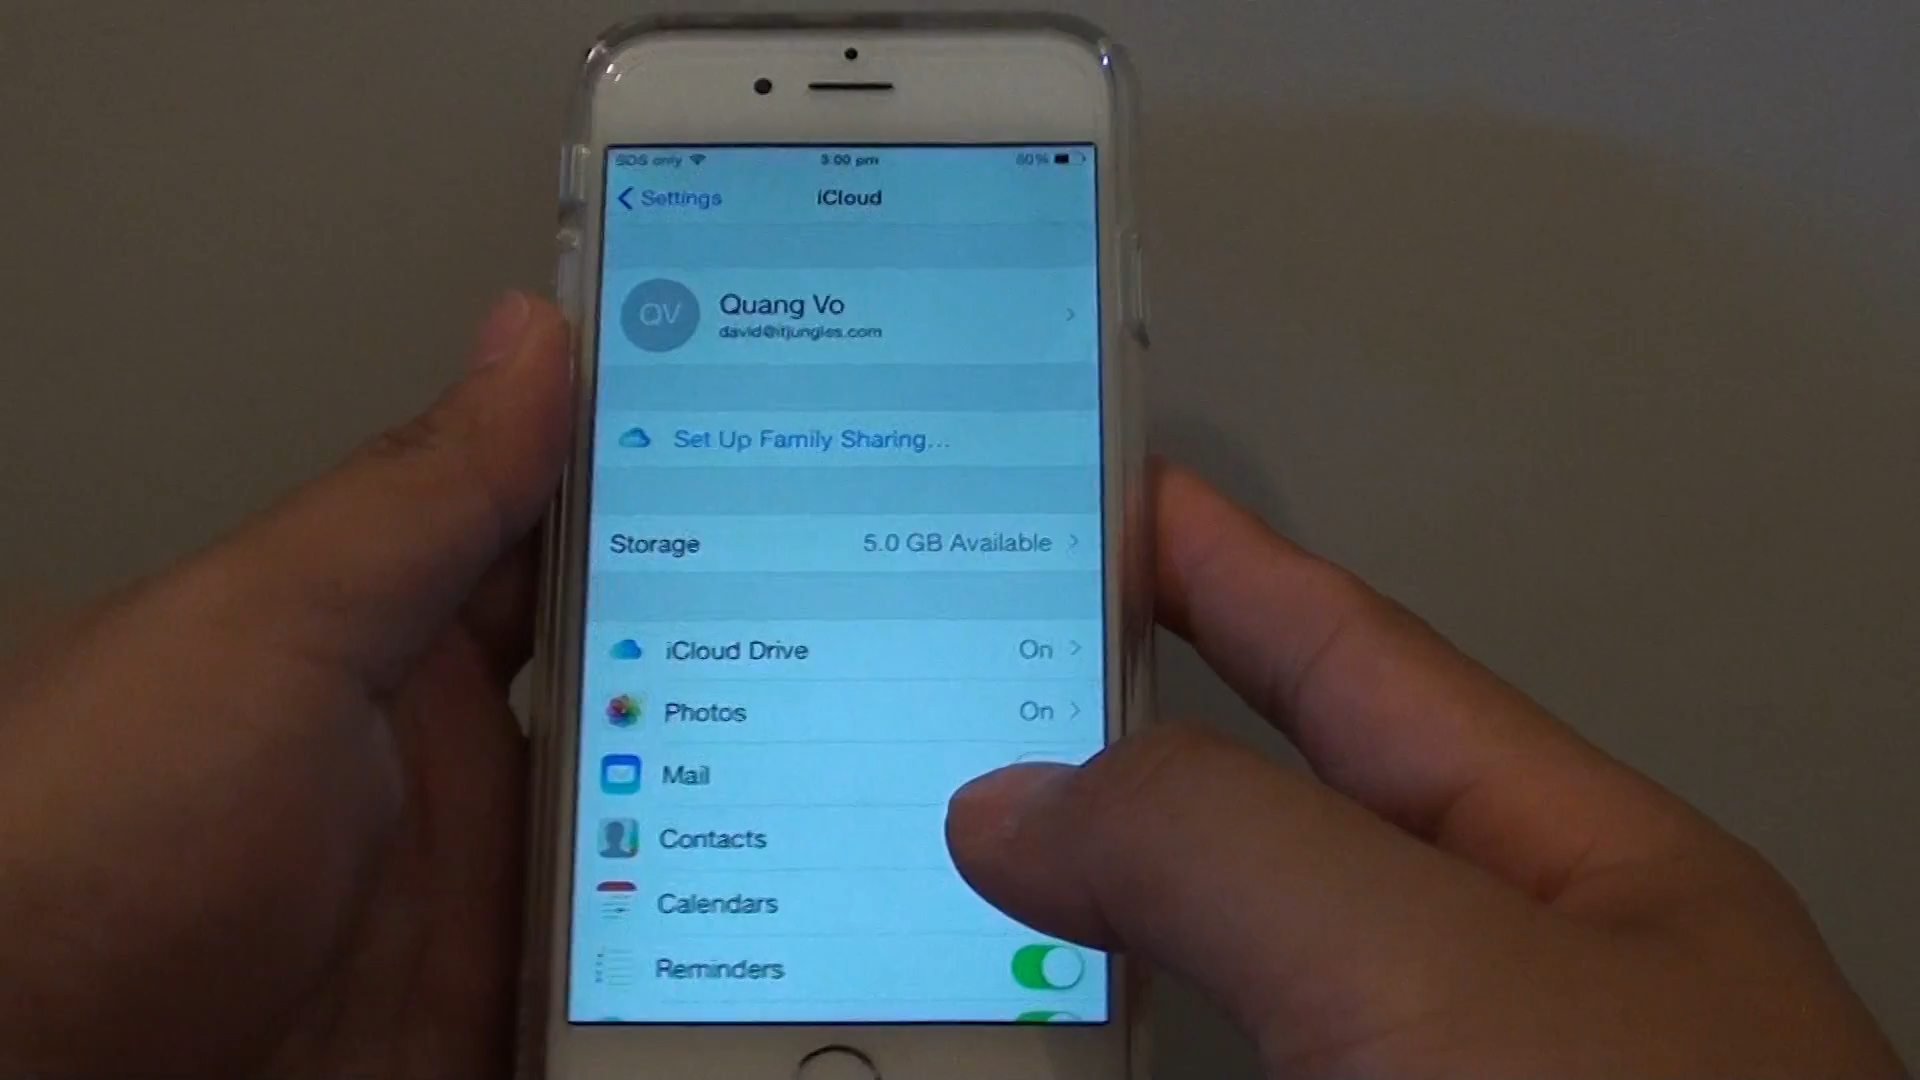 SOS only 3:00 pm 60%
Settings iCloud
QV
Quang Vo
david@itjungles.com
Set Up Family Sharing...
Storage 5.0 GB Available
iCloud Drive On
Photos On
Mail
Contacts
Calendars
Reminders